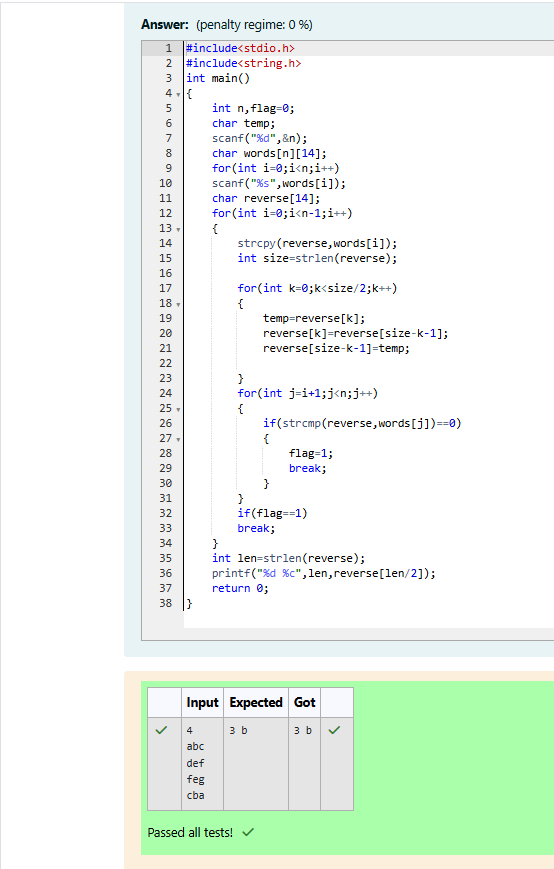 Answer: (penalty regime: 0 %)
1 #include<stdio.h>
2 #include<string.h>
3 int main()
4 {
5 int n,flag=0;
6 char temp;
7 scanf("%d",&n);
8 char words[n][14];
9 for(int i=0;i<n;i++)
10 scanf("%s",words[i]);
11 char reverse[14];
12 for(int i=0;i<n-1;i++)
13 {
14 strcpy(reverse,words[i]);
15 int size=strlen(reverse);
16
17 for(int k=0;k<size/2;k++)
18 {
19 temp=reverse[k];
20 reverse[k]=reverse[size-k-1];
21 reverse[size-k-1]=temp;
22
23 }
24 for(int j=i+1;j<n;j++)
25 {
26 if(strcmp(reverse,words[j])==0)
27 {
28 flag=1;
29 break;
30 }
31 }
32 if(flag==1)
33 break;
34 }
35 int len=strlen(reverse);
36 printf("%d %c",len,reverse[len/2]);
37 return 0;
38 }
Input Expected Got
4 3 b 3 b
abc
def
feg
cba
Passed all tests!